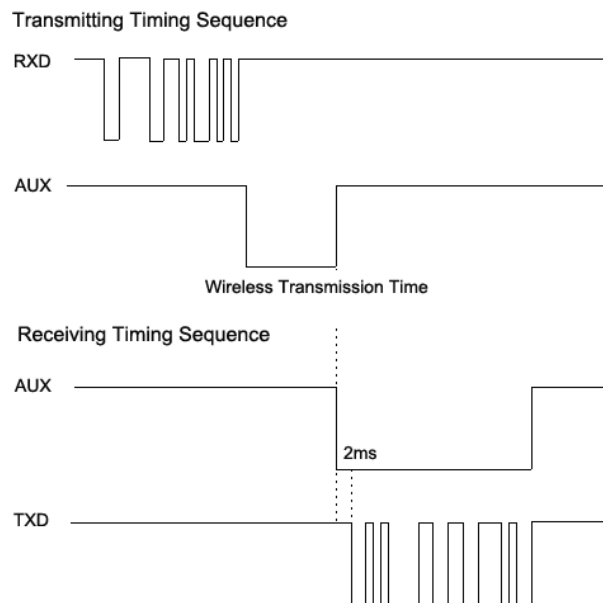 Transmitting Timing Sequence
RXD
AUX
Wireless Transmission Time
Receiving Timing Sequence
AUX
2ms
TXD